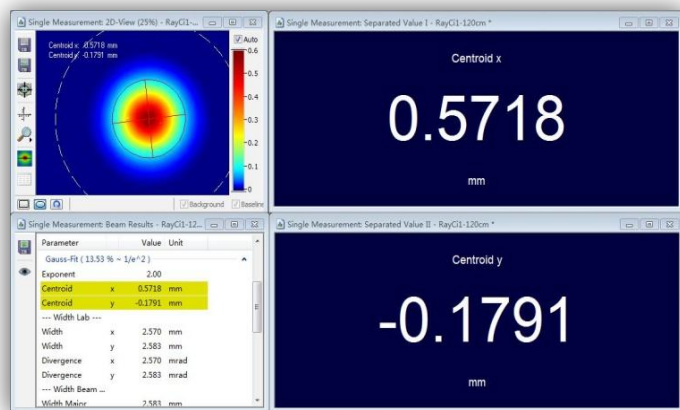 Single Measurement: 2D-View (25%) - RayCi1-...
Centroid x: 0.5718 mm
Centroid y: -0.1791 mm
Auto
0.6
0.5
0.4
0.3
0.2
0.1
0
Background
Baseline
Single Measurement: Separated Value I - RayCi1-120cm *
Centroid x
0.5718
mm
Single Measurement: Beam Results - RayCi1-12...
Parameter Value Unit
Gauss-Fit ( 13.53 % ~ 1/e^2 )
Exponent 2.00
Centroid x 0.5718 mm
Centroid y -0.1791 mm
--- Width Lab ---
Width x 2.570 mm
Width y 2.583 mm
Divergence x 2.570 mrad
Divergence y 2.583 mrad
--- Width Beam ...
Width Major 2.583 mm
Single Measurement: Separated Value II - RayCi1-120cm *
Centroid y
-0.1791
mm